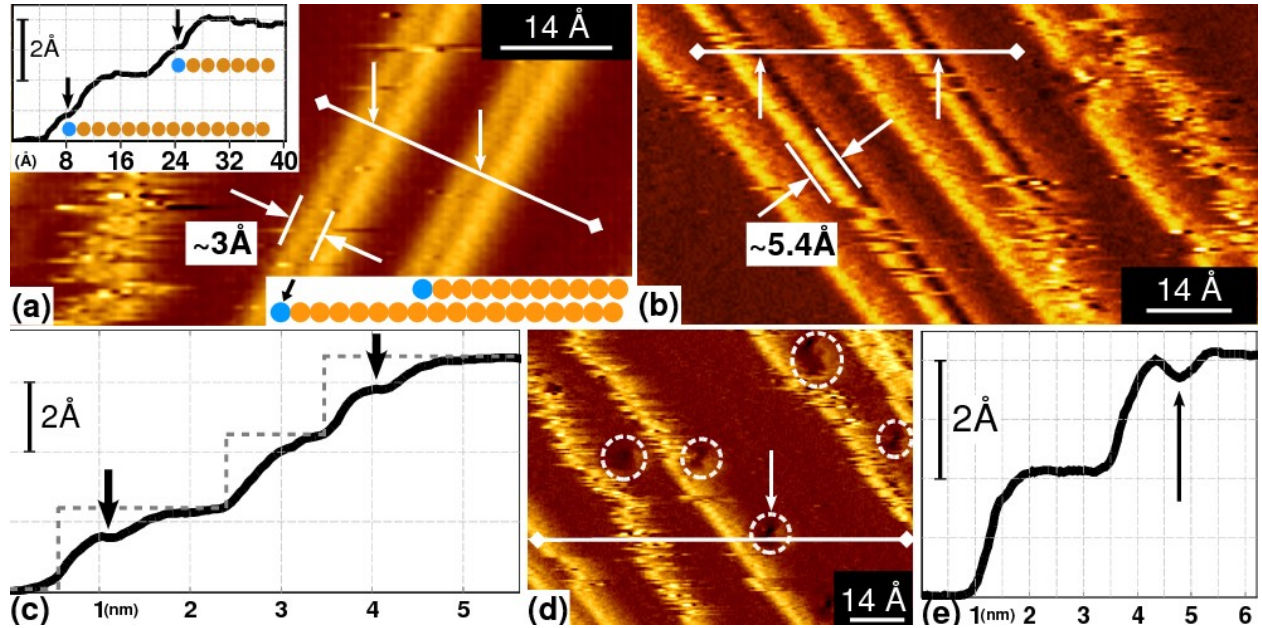 2Å
(Å) 8 16 24 32 40
14 Å
~3Å
(a)
~5.4Å
14 Å
(b)
2Å
1(nm) 2 3 4 5
(c)
14 Å
(d)
2Å
1(nm) 2 3 4 5 6
(e)